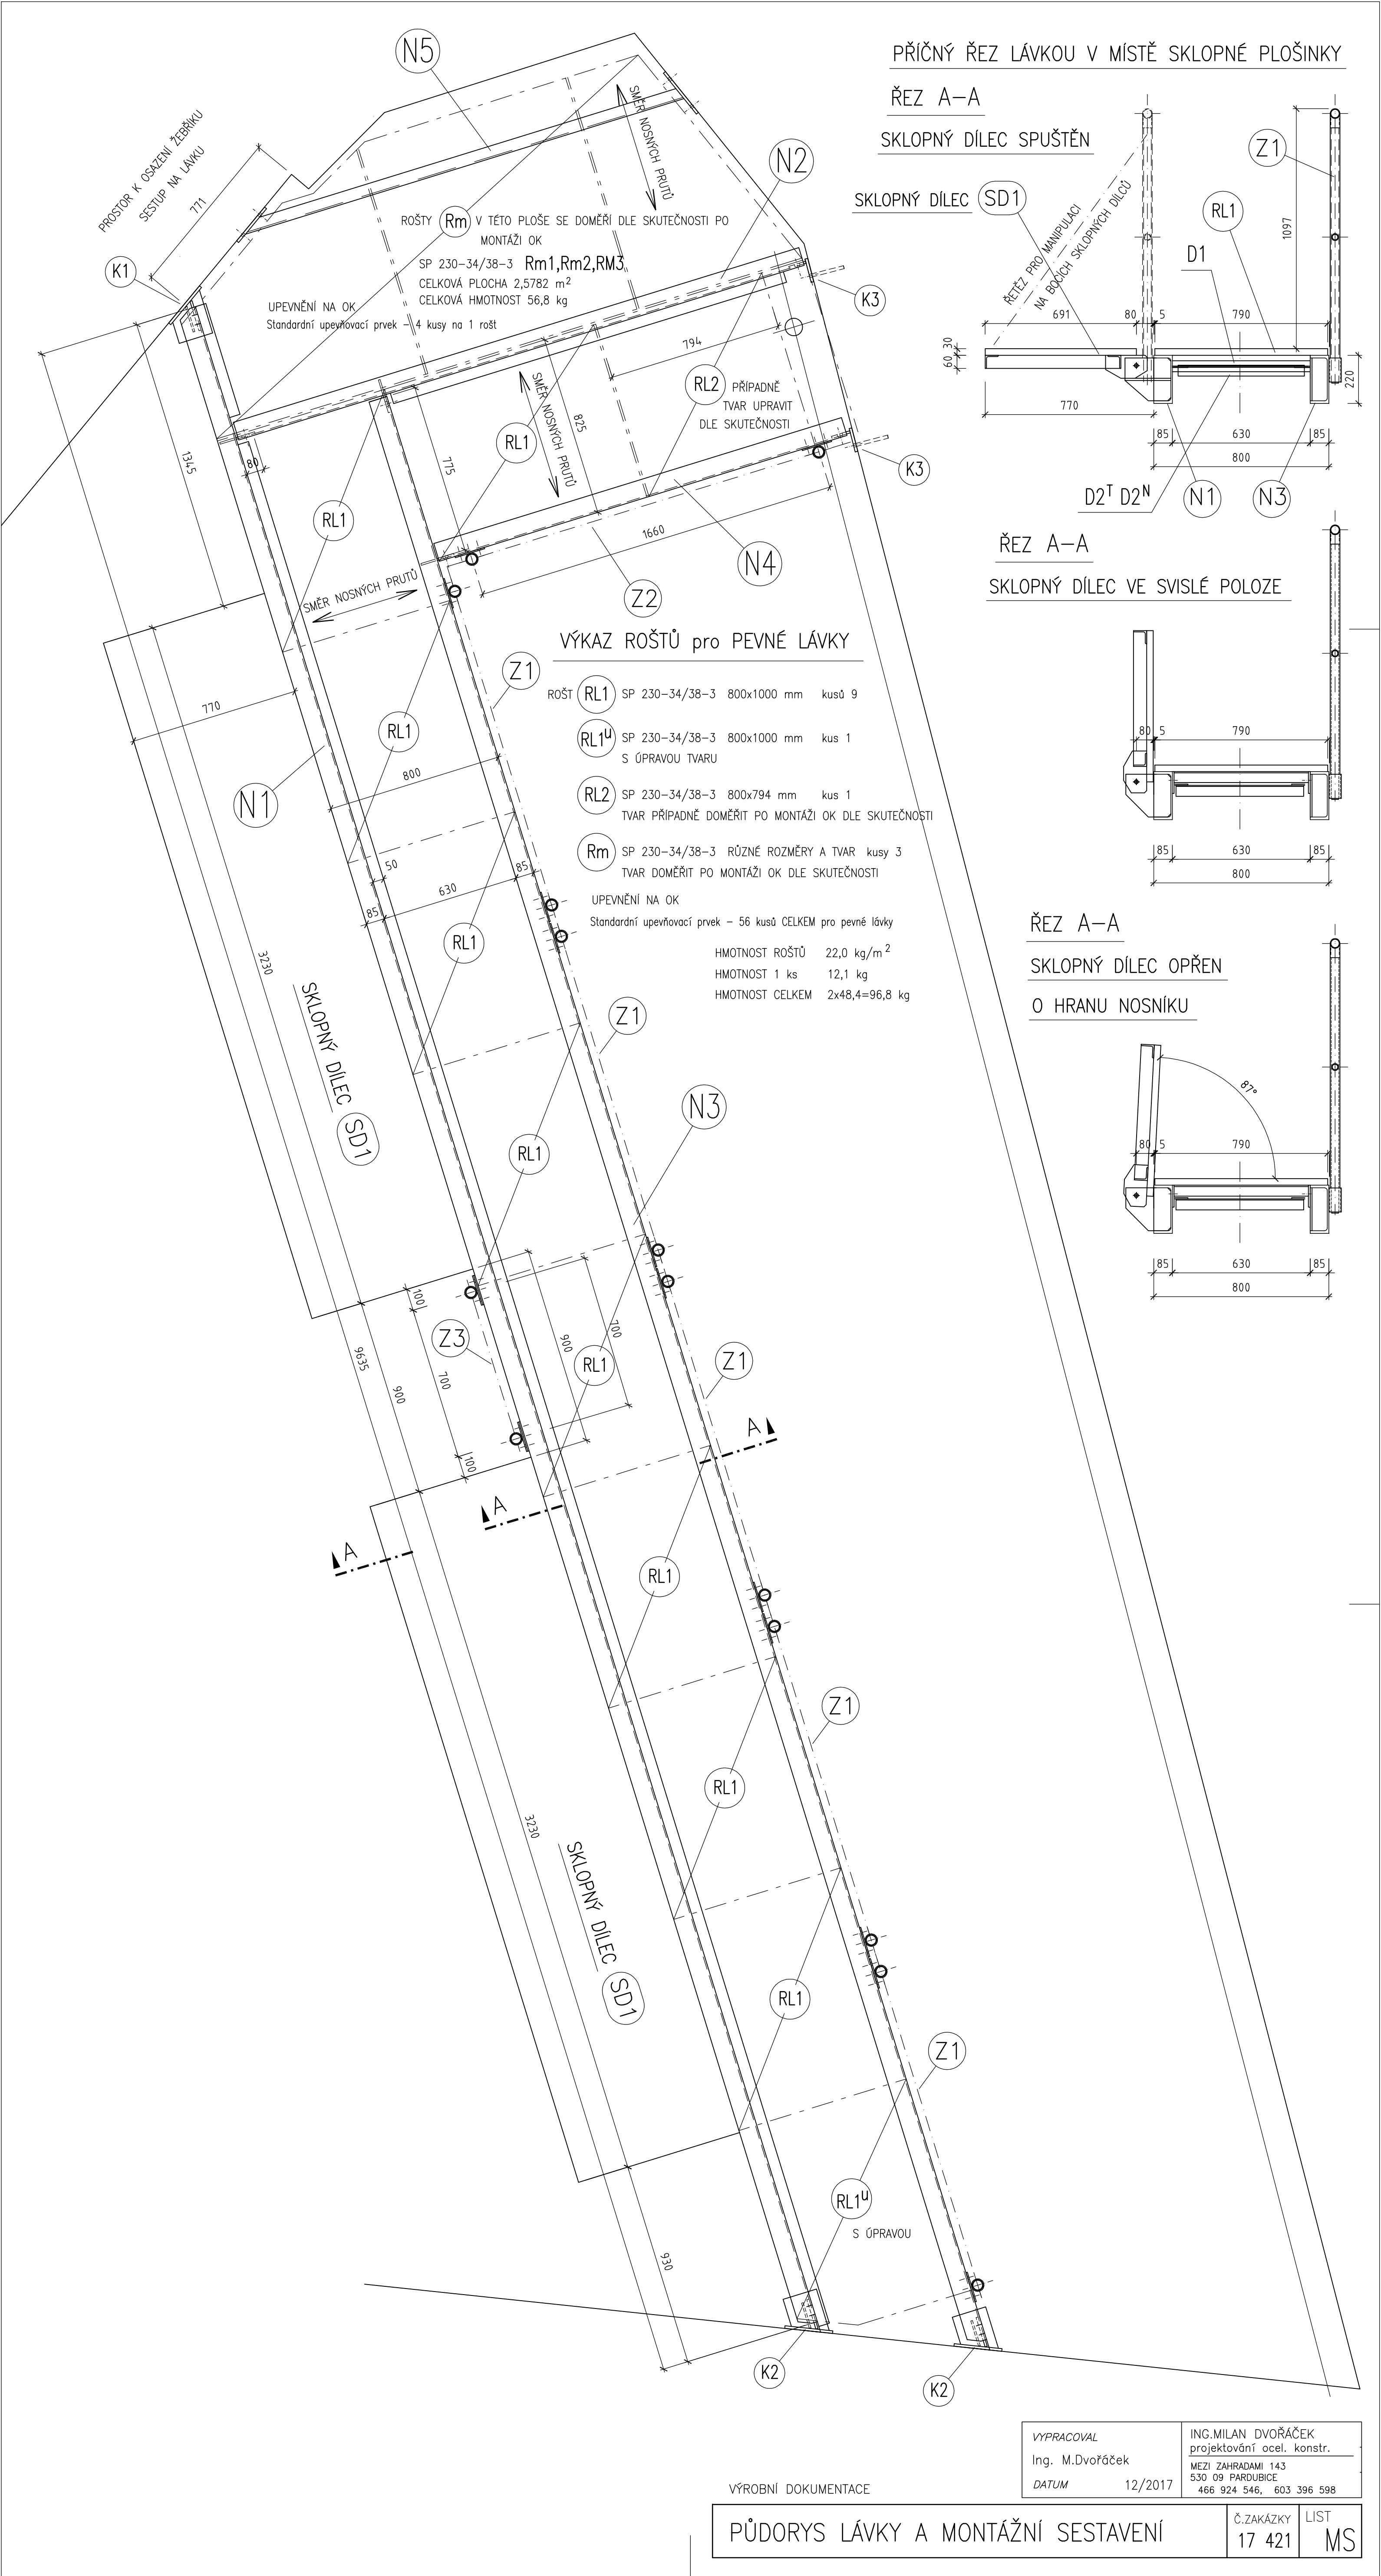 PŘÍČNÝ ŘEZ LÁVKOU V MÍSTĚ SKLOPNÉ PLOŠINKY
ŘEZ A–A
SKLOPNÝ DÍLEC SPUŠTĚN
SKLOPNÝ DÍLEC SD1
ŘETĚZ PRO MANIPULACI
NA BOCÍCH SKLOPNÝCH DÍLCŮ
Z1
RL1
D1
1097
691
80
5
790
60
30
770
220
85
630
85
800
D2T D2N
N1
N3
ŘEZ A–A
SKLOPNÝ DÍLEC VE SVISLÉ POLOZE
80
5
790
85
630
85
800
ŘEZ A–A
SKLOPNÝ DÍLEC OPŘEN
O HRANU NOSNÍKU
87°
80
5
790
85
630
85
800
N5
PROSTOR K OSAZENÍ ŽEBŘÍKU
SESTUP NA LÁVKU
771
K1
SMĚR NOSNÝCH PRUTŮ
N2
ROŠTY Rm V TÉTO PLOŠE SE DOMĚŘÍ DLE SKUTEČNOSTI PO
MONTÁŽI OK
SP 230–34/38–3 Rm1,Rm2,RM3
CELKOVÁ PLOCHA 2,5782 m2
CELKOVÁ HMOTNOST 56,8 kg
UPEVNĚNÍ NA OK
Standardní upevňovací prvek – 4 kusy na 1 rošt
K3
794
RL2 PŘÍPADNĚ
TVAR UPRAVIT
DLE SKUTEČNOSTI
SMĚR NOSNÝCH PRUTŮ
825
RL1
775
K3
1345
80
RL1
1660
N4
Z2
SMĚR NOSNÝCH PRUTŮ
VÝKAZ ROŠTŮ pro PEVNÉ LÁVKY
ROŠT RL1 SP 230–34/38–3 800x1000 mm kusů 9
RL1u SP 230–34/38–3 800x1000 mm kus 1
S ÚPRAVOU TVARU
RL2 SP 230–34/38–3 800x794 mm kus 1
TVAR PŘÍPADNĚ DOMĚŘIT PO MONTÁŽI OK DLE SKUTEČNOSTI
Rm SP 230–34/38–3 RŮZNÉ ROZMĚRY A TVAR kusy 3
TVAR DOMĚŘIT PO MONTÁŽI OK DLE SKUTEČNOSTI
UPEVNĚNÍ NA OK
Standardní upevňovací prvek – 56 kusů CELKEM pro pevné lávky
HMOTNOST ROŠTŮ 22,0 kg/m2
HMOTNOST 1 ks 12,1 kg
HMOTNOST CELKEM 2x48,4=96,8 kg
Z1
770
RL1
N1
800
50
85
630
85
RL1
3230
SKLOPNÝ DÍLEC SD1
Z1
N3
RL1
100
Z3
900
700
RL1
9635
900
700
Z1
100
A
A
A
RL1
Z1
RL1
3230
SKLOPNÝ DÍLEC SD1
RL1
Z1
RL1u
S ÚPRAVOU
930
K2
K2
VYPRACOVAL
Ing. M.Dvořáček
DATUM 12/2017
ING.MILAN DVOŘÁČEK
projektování ocel. konstr.
MEZI ZAHRADAMI 143
530 09 PARDUBICE
466 924 546, 603 396 598
VÝROBNÍ DOKUMENTACE
PŮDORYS LÁVKY A MONTÁŽNÍ SESTAVENÍ
Č.ZAKÁZKY
17 421
LIST
MS